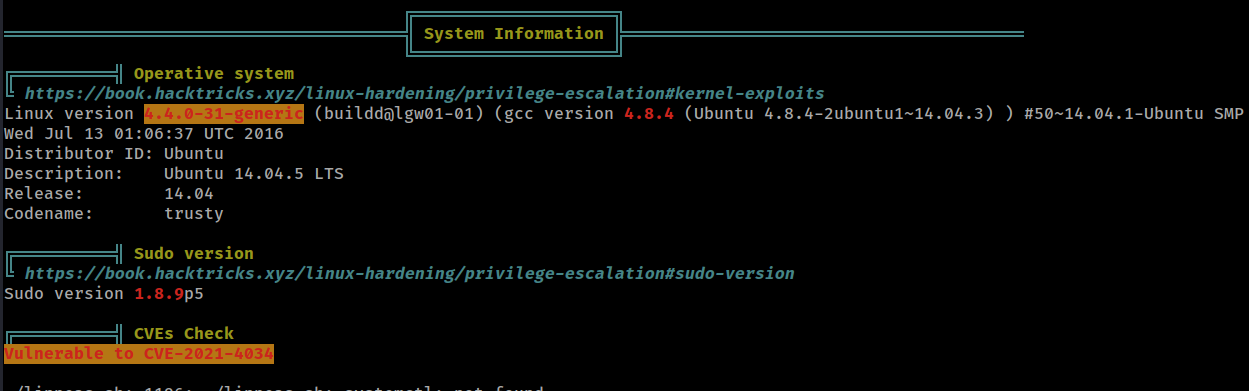 System Information
Operative system
https://book.hacktricks.xyz/linux-hardening/privilege-escalation#kernel-exploits
Linux version 4.4.0-31-generic (buildd@lgw01-01) (gcc version 4.8.4 (Ubuntu 4.8.4-2ubuntu1~14.04.3) ) #50~14.04.1-Ubuntu SMP
Wed Jul 13 01:06:37 UTC 2016
Distributor ID: Ubuntu
Description:    Ubuntu 14.04.5 LTS
Release:        14.04
Codename:       trusty
Sudo version
https://book.hacktricks.xyz/linux-hardening/privilege-escalation#sudo-version
Sudo version 1.8.9p5
CVEs Check
Vulnerable to CVE-2021-4034